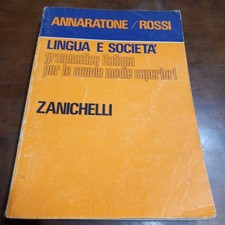 ANNARATONE / ROSSI
LINGUA E SOCIETÀ
grammatica italiana
per le scuole medie superiori
ZANICHELLI